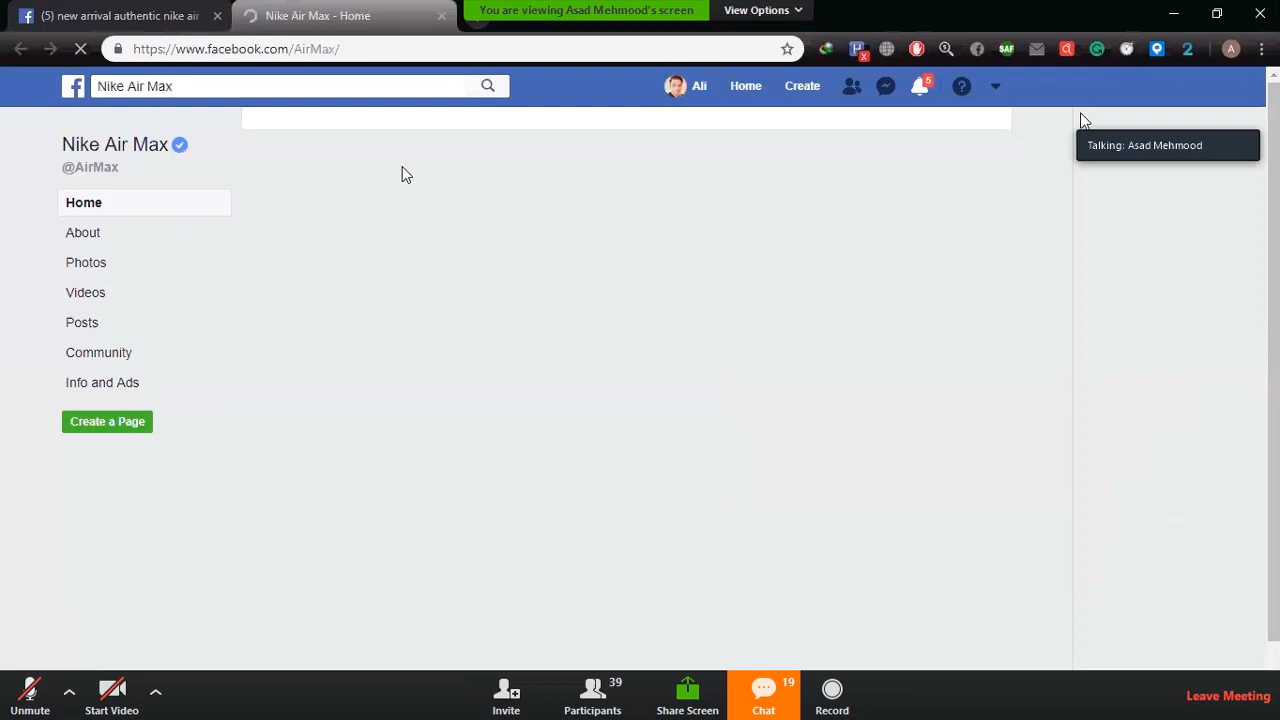 (5) new arrival authentic nike air
Nike Air Max - Home
You are viewing Asad Mehmood's screen
View Options
https://www.facebook.com/AirMax/
X
SAF
2
A
Nike Air Max
Ali
Home
Create
5
Talking: Asad Mehmood
Nike Air Max
@AirMax
Home
About
Photos
Videos
Posts
Community
Info and Ads
Create a Page
Unmute
Start Video
Invite
39
Participants
Share Screen
19
Chat
Record
Leave Meeting